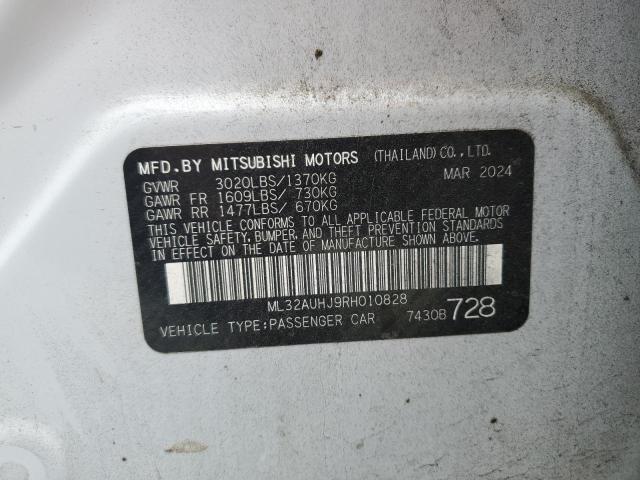 MFD.BY MITSUBISHI MOTORS (THAILAND)CO.,LTD.
MAR 2024
GVWR 3020LBS/1370KG
GAWR FR 1609LBS/ 730KG
GAWR RR 1477LBS/ 670KG
THIS VEHICLE CONFORMS TO ALL APPLICABLE FEDERAL MOTOR
VEHICLE SAFETY, BUMPER, AND THEFT PREVENTION STANDARDS
IN EFFECT ON THE DATE OF MANUFACTURE SHOWN ABOVE.
ML32AUHJ9RH010828
VEHICLE TYPE:PASSENGER CAR 7430B 728